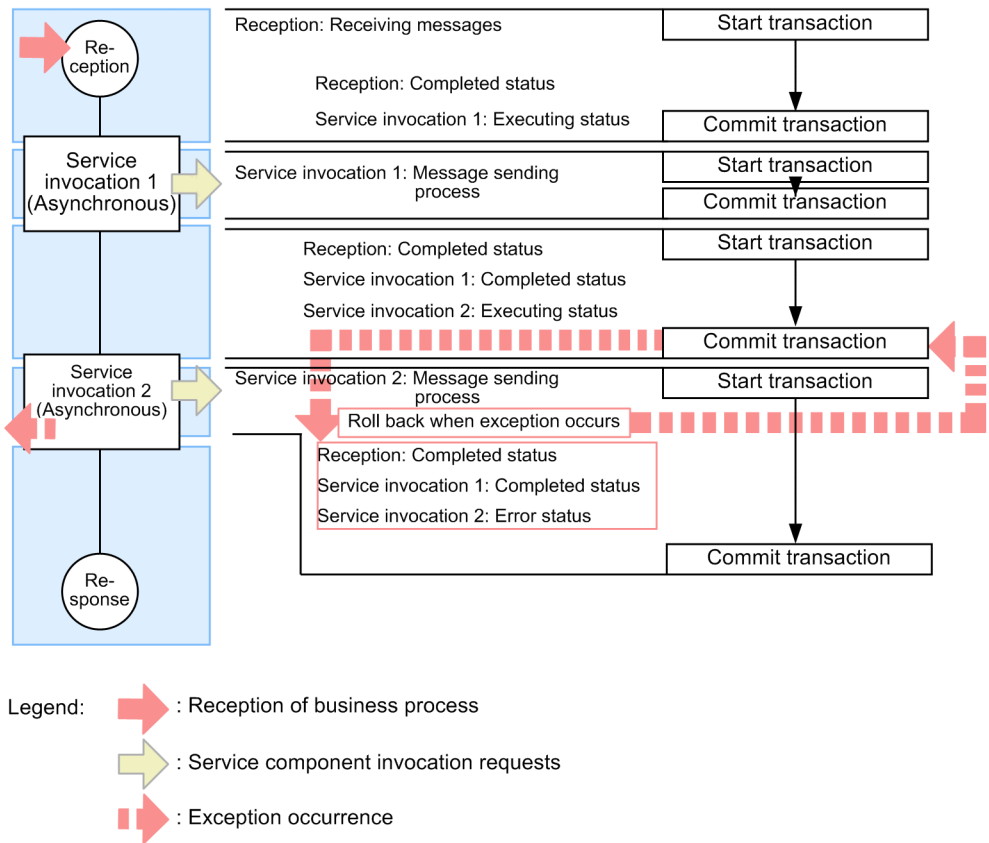 Re-
ception
Reception: Receiving messages
Start transaction
Reception: Completed status
Service invocation 1: Executing status
Commit transaction
Service
invocation 1
(Asynchronous)
Service invocation 1: Message sending
process
Start transaction
Commit transaction
Reception: Completed status
Service invocation 1: Completed status
Service invocation 2: Executing status
Start transaction
Commit transaction
Service
invocation 2
(Asynchronous)
Service invocation 2: Message sending
process
Start transaction
Roll back when exception occurs
Reception: Completed status
Service invocation 1: Completed status
Service invocation 2: Error status
Commit transaction
Re-
sponse
Legend:
: Reception of business process
: Service component invocation requests
: Exception occurrence